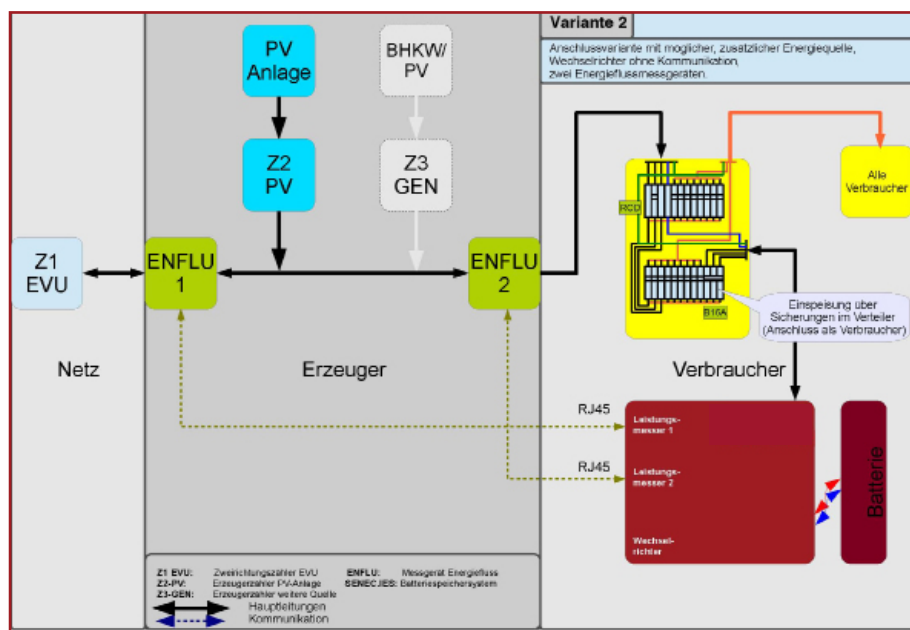 Variante 2
Anschlussvariante mit möglicher, zusätzlicher Energiequelle,
Wechselrichter ohne Kommunikation,
zwei Energieflussmessgeräten.
PV
Anlage
BHKW/
PV
Z2
PV
Z3
GEN
Z1
EVU
ENFLU
1
ENFLU
2
RCD
B16A
Alle
Verbraucher
Einspeisung über
Sicherungen im Verteiler
(Anschluss als Verbraucher)
Netz
Erzeuger
Verbraucher
RJ45
Leistungs-
messer 1
RJ45
Leistungs-
messer 2
Wechsel-
richter
Batterie
Z1 EVU: Zweirichtungszähler EVU ENFLU: Messgerät Energiefluss
Z2-PV: Erzeugerzähler PV-Anlage SENECJES: Batteriespeichersystem
Z3-GEN: Erzeugerzähler weitere Quelle
Hauptleitungen
Kommunikation